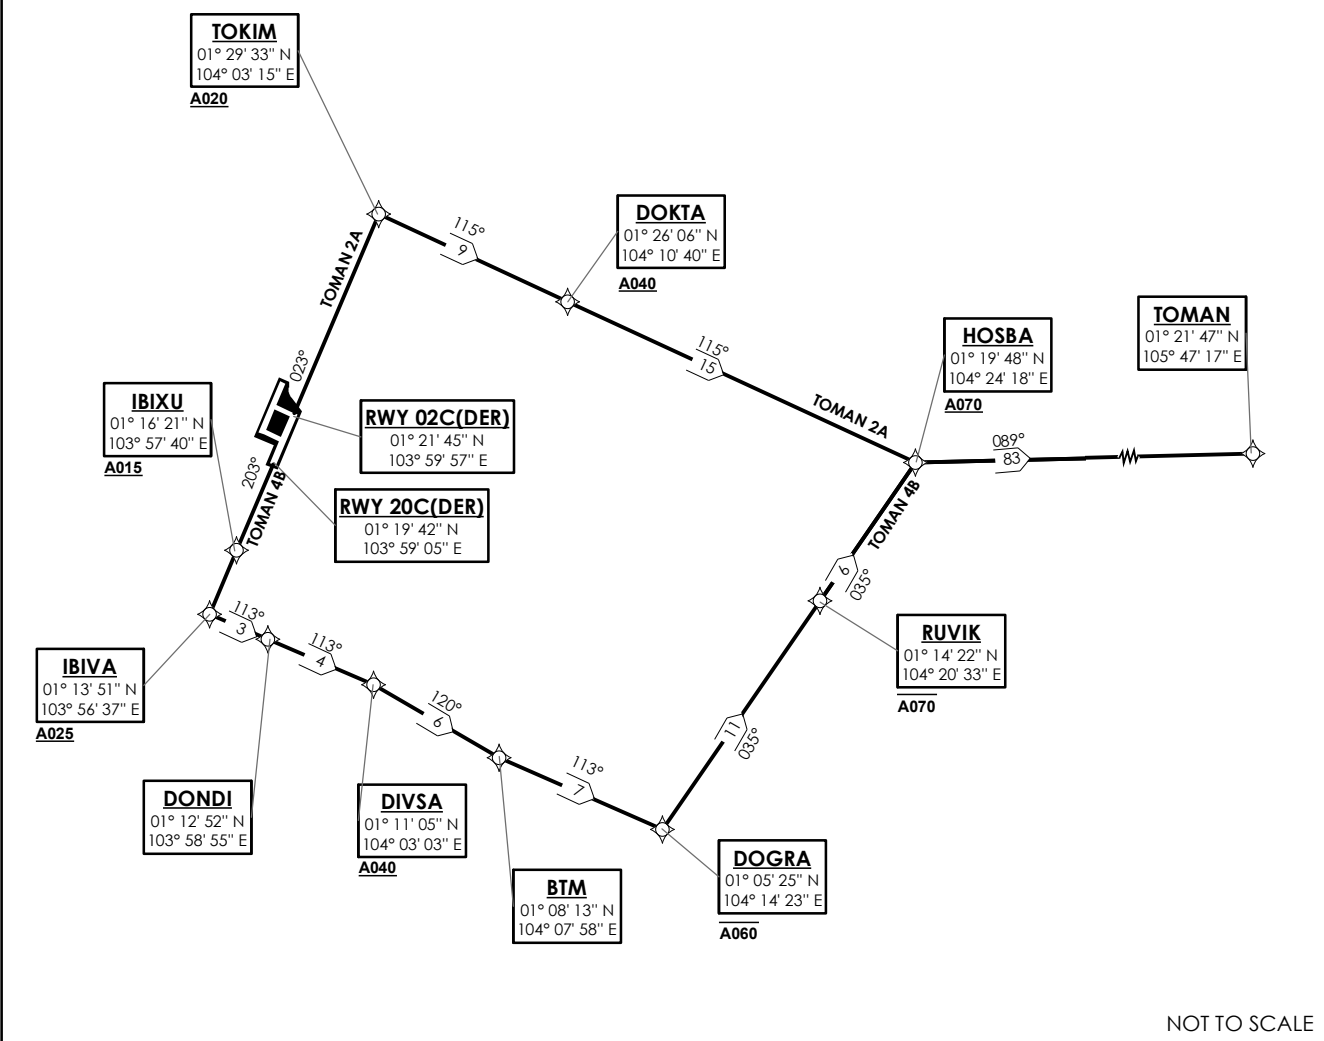 TOKIM
01° 29' 33" N
104° 03' 15" E
A020
TOMAN 2A
115°
9
DOKTA
01° 26' 06" N
104° 10' 40" E
A040
115°
15
TOMAN 2A
HOSBA
01° 19' 48" N
104° 24' 18" E
A070
TOMAN
01° 21' 47" N
105° 47' 17" E
089°
83
023°
IBIXU
01° 16' 21" N
103° 57' 40" E
A015
RWY 02C(DER)
01° 21' 45" N
103° 59' 57" E
203°
TOMAN 4B
RWY 20C(DER)
01° 19' 42" N
103° 59' 05" E
TOMAN 4B
6
035°
RUVIK
01° 14' 22" N
104° 20' 33" E
A070
IBIVA
01° 13' 51" N
103° 56' 37" E
A025
113°
3
113°
4
120°
6
113°
7
11
035°
DONDI
01° 12' 52" N
103° 58' 55" E
DIVSA
01° 11' 05" N
104° 03' 03" E
A040
BTM
01° 08' 13" N
104° 07' 58" E
DOGRA
01° 05' 25" N
104° 14' 23" E
A060
NOT TO SCALE